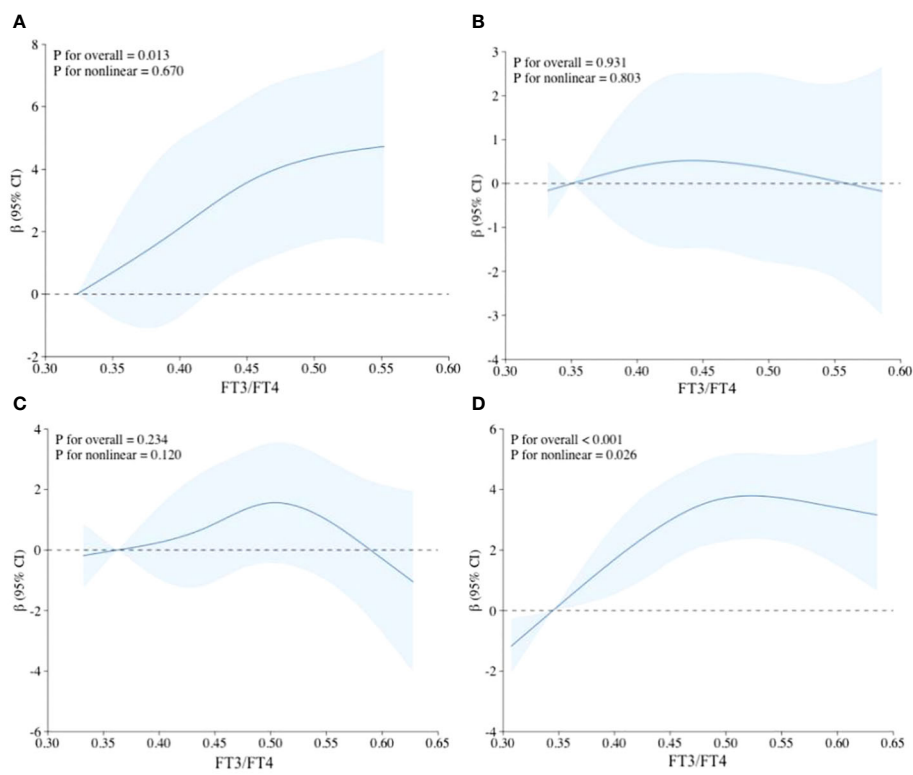 A
P for overall = 0.013
P for nonlinear = 0.670
8
6
4
2
0
-2
β (95% CI)
0.30 0.35 0.40 0.45 0.50 0.55 0.60
FT3/FT4
B
P for overall = 0.931
P for nonlinear = 0.803
3
2
1
0
-1
-2
-3
-4
β (95% CI)
0.30 0.35 0.40 0.45 0.50 0.55 0.60
FT3/FT4
C
P for overall = 0.234
P for nonlinear = 0.120
4
2
0
-2
-4
-6
β (95% CI)
0.30 0.35 0.40 0.45 0.50 0.55 0.60 0.65
FT3/FT4
D
P for overall < 0.001
P for nonlinear = 0.026
6
4
2
0
-2
-4
β (95% CI)
0.30 0.35 0.40 0.45 0.50 0.55 0.60 0.65
FT3/FT4